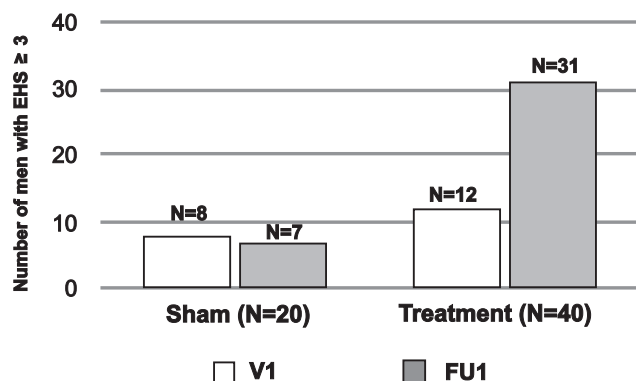 Number of men with EHS ≥ 3
40
30
20
10
0
N=8
N=7
N=12
N=31
Sham (N=20)
Treatment (N=40)
V1
FU1